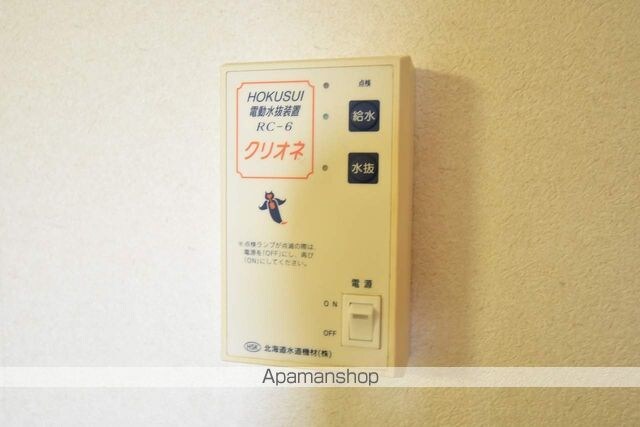 HOKUSUI
電動水抜装置
RC-6
クリオネ
点検
給水
水抜
※点検ランプが点滅の際は、
電源を「OFF」にし、再び
「ON」にしてください。
電源
ON
OFF
HSK 北海道水道機材(株)
Apamanshop